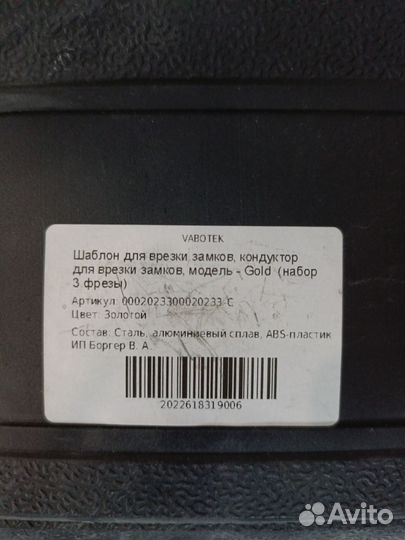 VABOTEK
Шаблон для врезки замков, кондуктор
для врезки замков, модель - Gold (набор
3 фрезы)
Артикул: 0002023300020233-C
Цвет: Золотой
Состав: Сталь, алюминиевый сплав, ABS-пластик
ИП Боргер В. А.
2022618319006
Avito